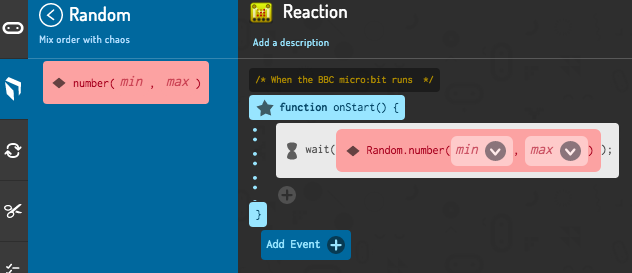 Random
Mix order with chaos
number( min , max )
Reaction
Add a description
/* When the BBC micro:bit runs */
function onStart() {
wait( Random.number( min , max ) );
}
Add Event